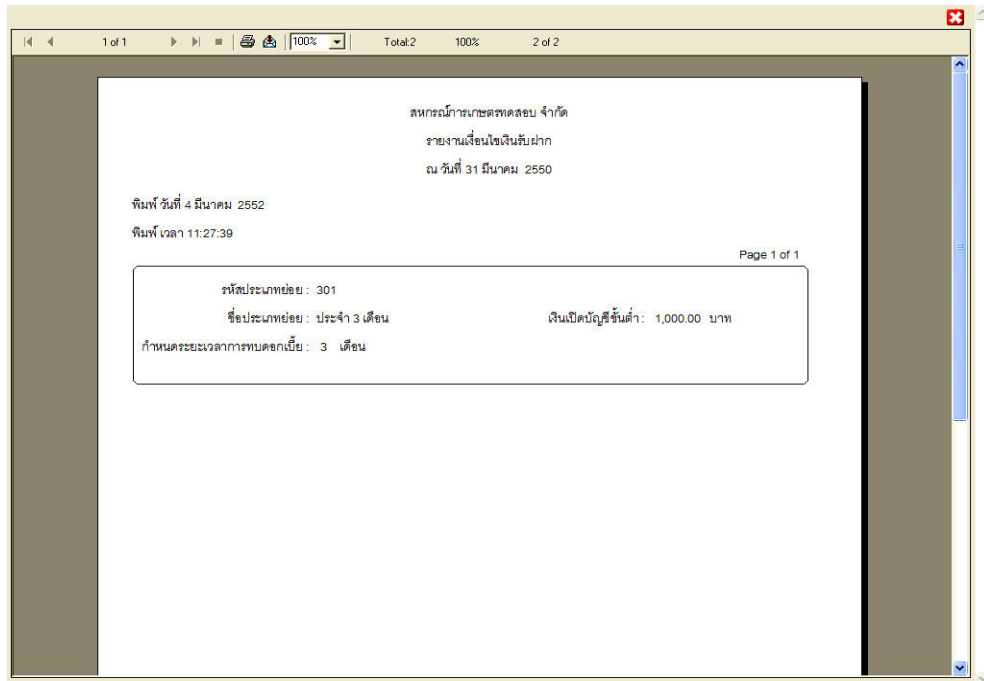 1 of 1 100% Total:2 100% 2 of 2
สหกรณ์การเกษตรทดสอบ จำกัด
รายงานเงื่อนไขเงินรับฝาก
ณ วันที่ 31 มีนาคม 2550
พิมพ์ วันที่ 4 มีนาคม 2552
พิมพ์ เวลา 11:27:39
Page 1 of 1
รหัสประเภทย่อย : 301
ชื่อประเภทย่อย : ประจำ 3 เดือน เงินเปิดบัญชีขั้นต่ำ : 1,000.00 บาท
กำหนดระยะเวลาการทบดอกเบี้ย : 3 เดือน